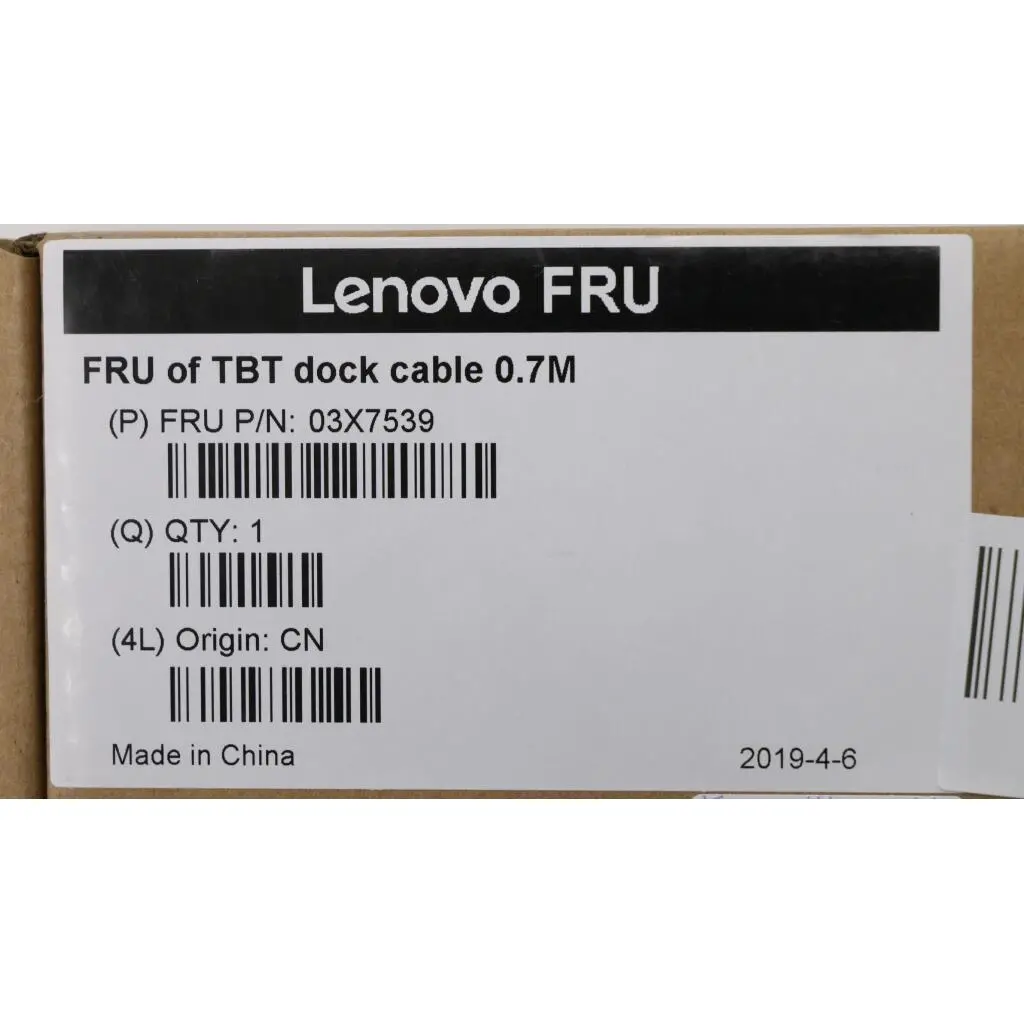 Lenovo FRU
FRU of TBT dock cable 0.7M
(P) FRU P/N: 03X7539
(Q) QTY: 1
(4L) Origin: CN
Made in China
2019-4-6